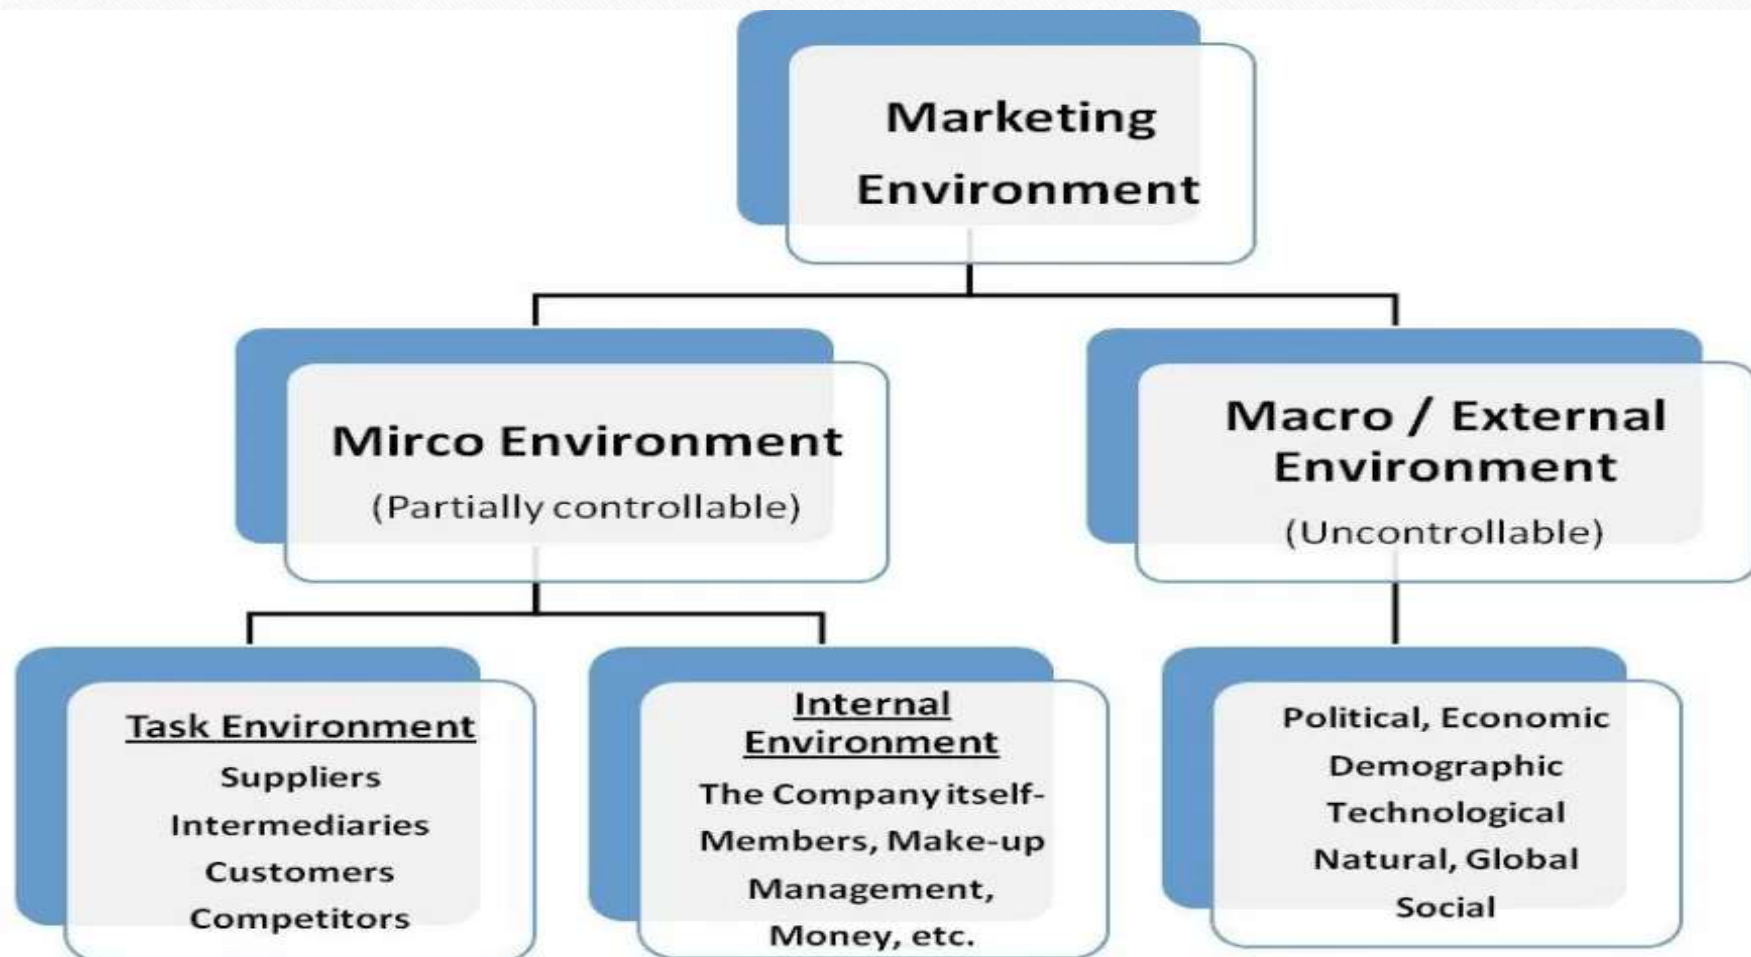 Marketing
Environment
Mirco Environment
(Partially controllable)
Macro / External
Environment
(Uncontrollable)
Task Environment
Suppliers
Intermediaries
Customers
Competitors
Internal
Environment
The Company itself-
Members, Make-up
Management,
Money, etc.
Political, Economic
Demographic
Technological
Natural, Global
Social